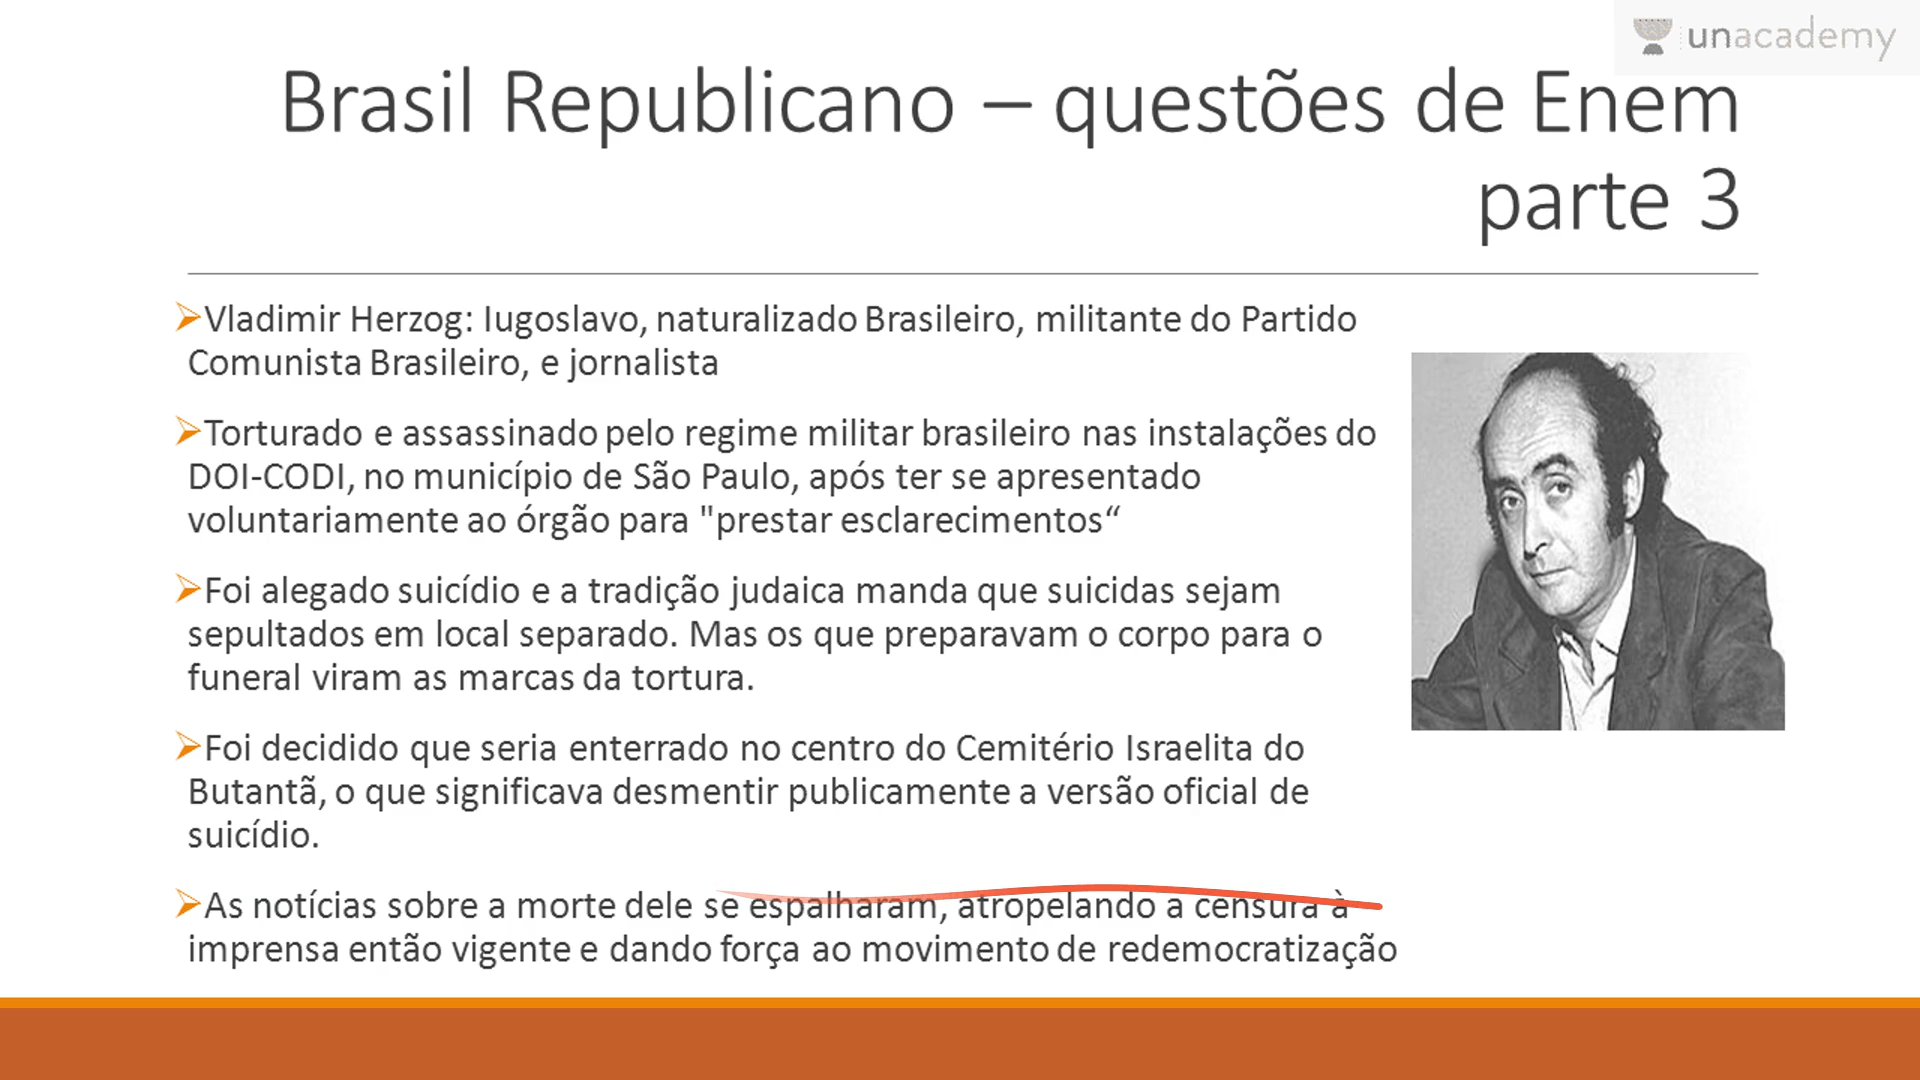 unacademy
Brasil Republicano – questões de Enem
parte 3
Vladimir Herzog: Iugoslavo, naturalizado Brasileiro, militante do Partido
Comunista Brasileiro, e jornalista
Torturado e assassinado pelo regime militar brasileiro nas instalações do
DOI-CODI, no município de São Paulo, após ter se apresentado
voluntariamente ao órgão para "prestar esclarecimentos“
Foi alegado suicídio e a tradição judaica manda que suicidas sejam
sepultados em local separado. Mas os que preparavam o corpo para o
funeral viram as marcas da tortura.
Foi decidido que seria enterrado no centro do Cemitério Israelita do
Butantã, o que significava desmentir publicamente a versão oficial de
suicídio.
As notícias sobre a morte dele se espalharam, atropelando a censura à
imprensa então vigente e dando força ao movimento de redemocratização